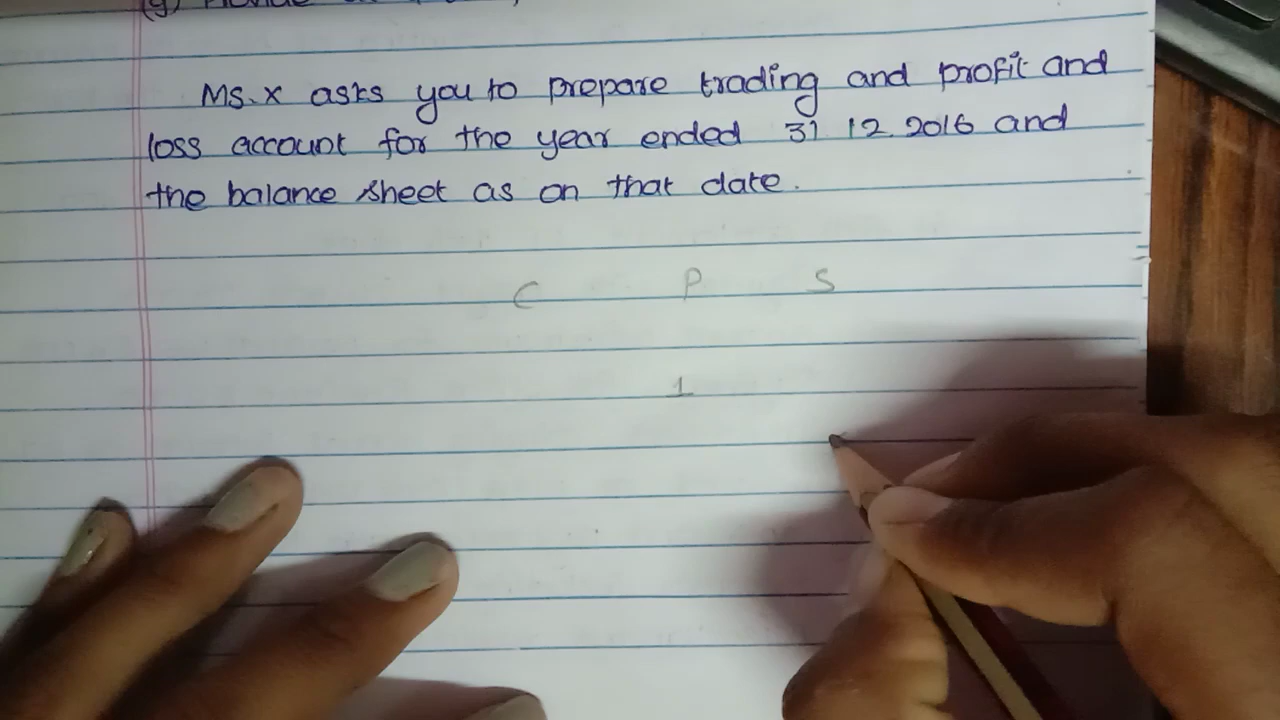 (g)
Ms.X asks you to prepare trading and profit and
loss account for the year ended 31 12 2016 and
the balance sheet as on that date.
C P S
1